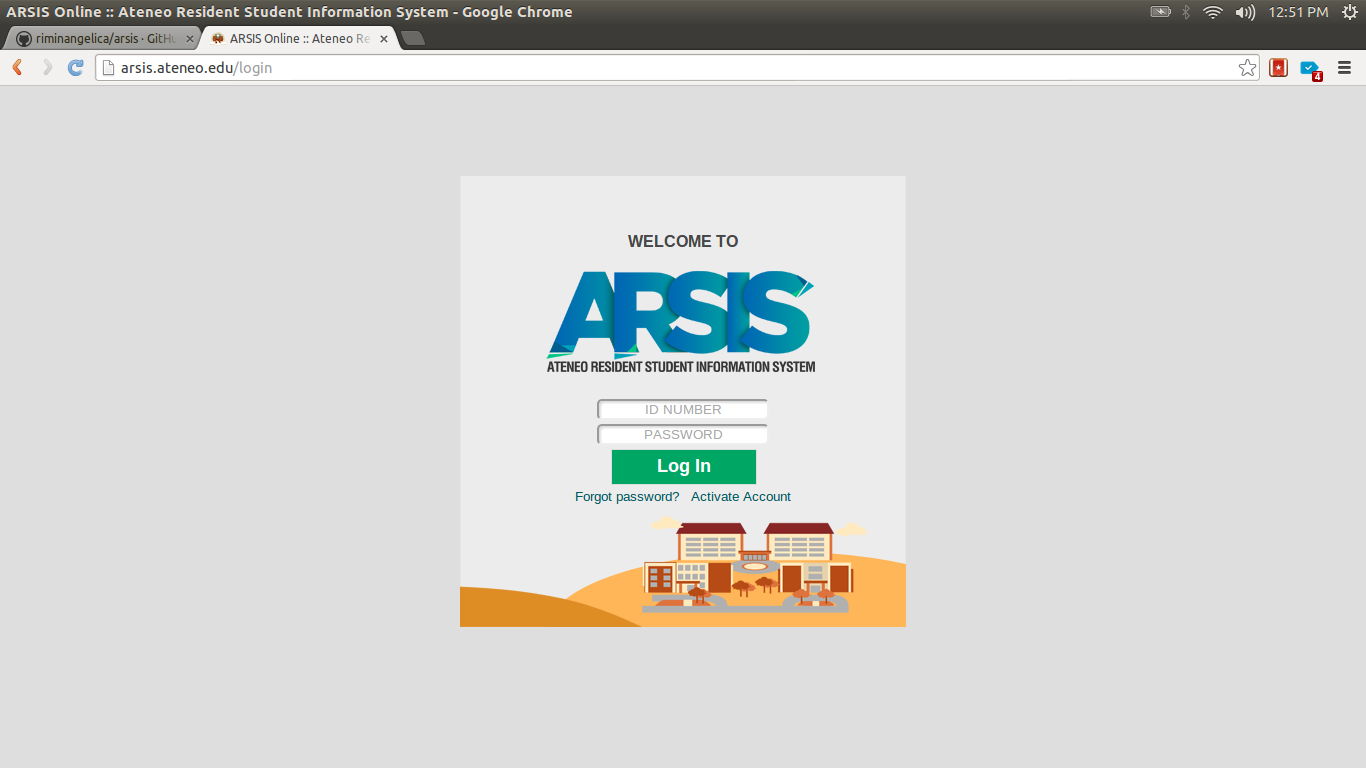 ARSIS Online :: Ateneo Resident Student Information System - Google Chrome
12:51 PM
riminangelica/arsis · GitHu
ARSIS Online :: Ateneo Re
arsis.ateneo.edu/login
4
WELCOME TO
ARSIS
ATENEO RESIDENT STUDENT INFORMATION SYSTEM
ID NUMBER
PASSWORD
Log In
Forgot password? Activate Account